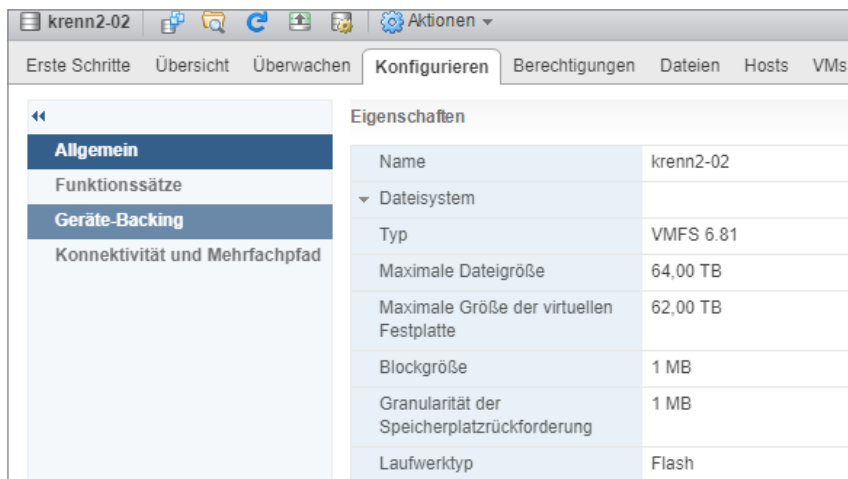 krenn2-02 Aktionen
Erste Schritte Übersicht Überwachen Konfigurieren Berechtigungen Dateien Hosts VMs
Allgemein
Funktionssätze
Geräte-Backing
Konnektivität und Mehrfachpfad
Eigenschaften
Name krenn2-02
Dateisystem
Typ VMFS 6.81
Maximale Dateigröße 64,00 TB
Maximale Größe der virtuellen 62,00 TB
Festplatte
Blockgröße 1 MB
Granularität der 1 MB
Speicherplatzrückforderung
Laufwerktyp Flash